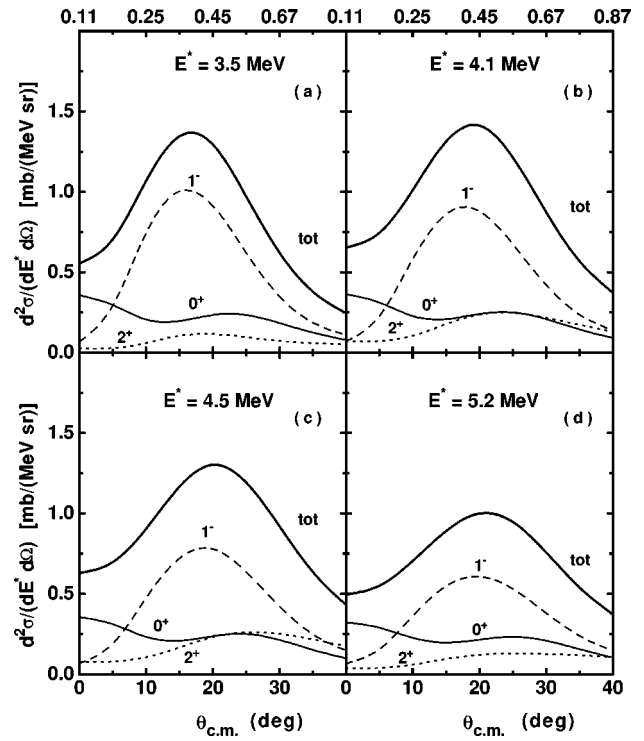 0.11 0.25 0.45 0.67 0.11 0.25 0.45 0.67 0.87
E* = 3.5 MeV
(a)
E* = 4.1 MeV
(b)
1.5
1.0
0.5
0.0
d²σ/(dE* dΩ) [mb/(MeV sr)]
1⁻
tot
0⁺
2⁺
1⁻
tot
0⁺
2⁺
E* = 4.5 MeV
(c)
E* = 5.2 MeV
(d)
1.5
1.0
0.5
0.0
d²σ/(dE* dΩ) [mb/(MeV sr)]
1⁻
tot
0⁺
2⁺
1⁻
tot
0⁺
2⁺
0 10 20 30 0 10 20 30 40
θc.m. (deg) θc.m. (deg)